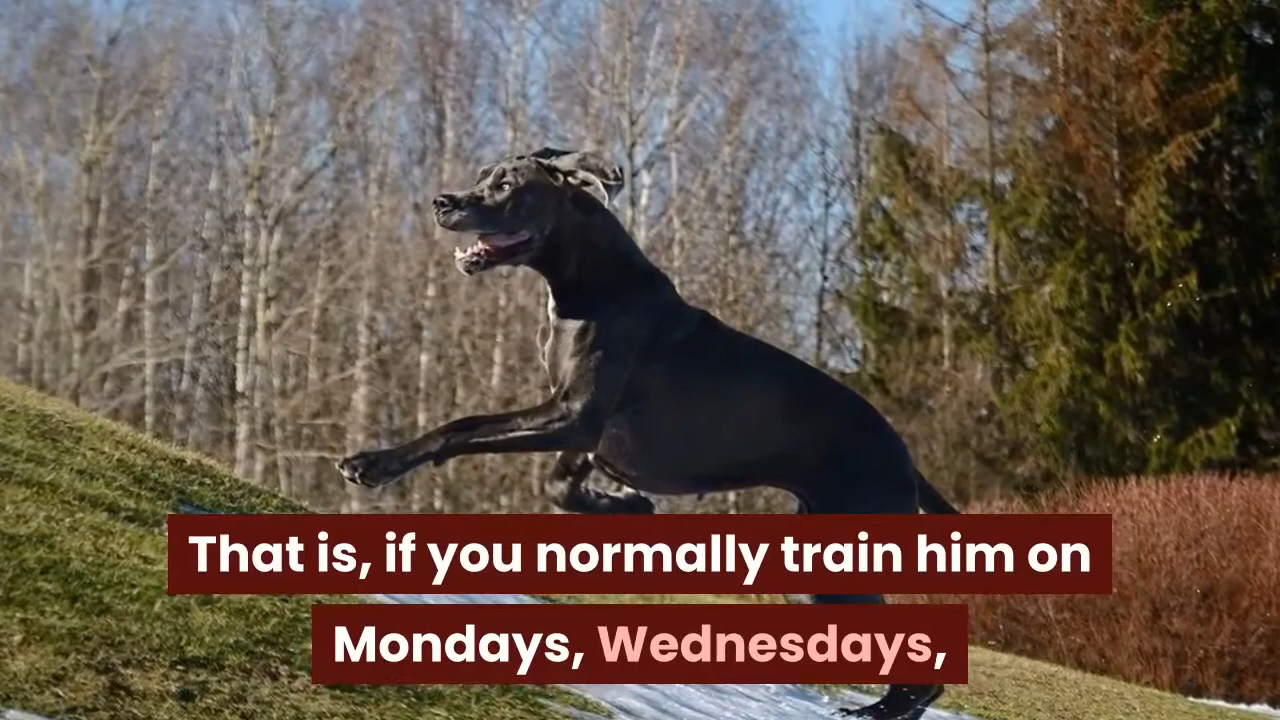 That is, if you normally train him on
Mondays, Wednesdays,